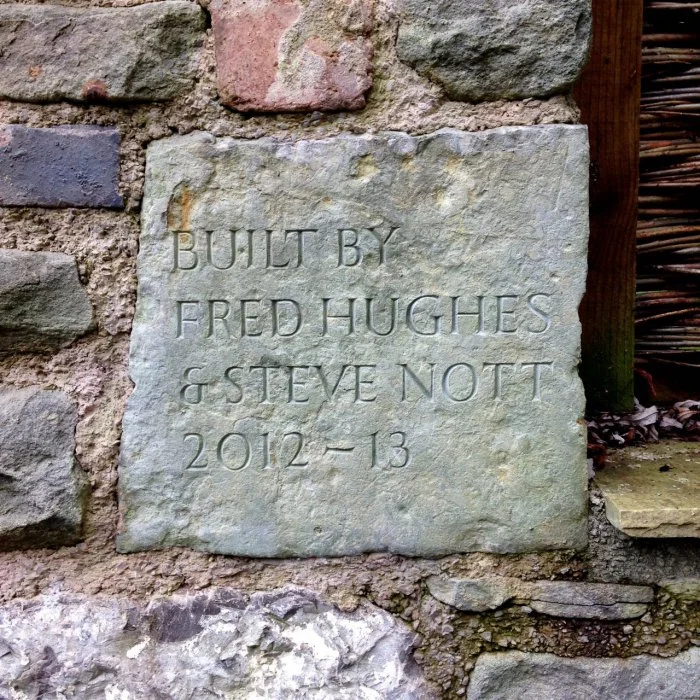 BUILT BY
FRED HUGHES
& STEVE NOTT
2012-13